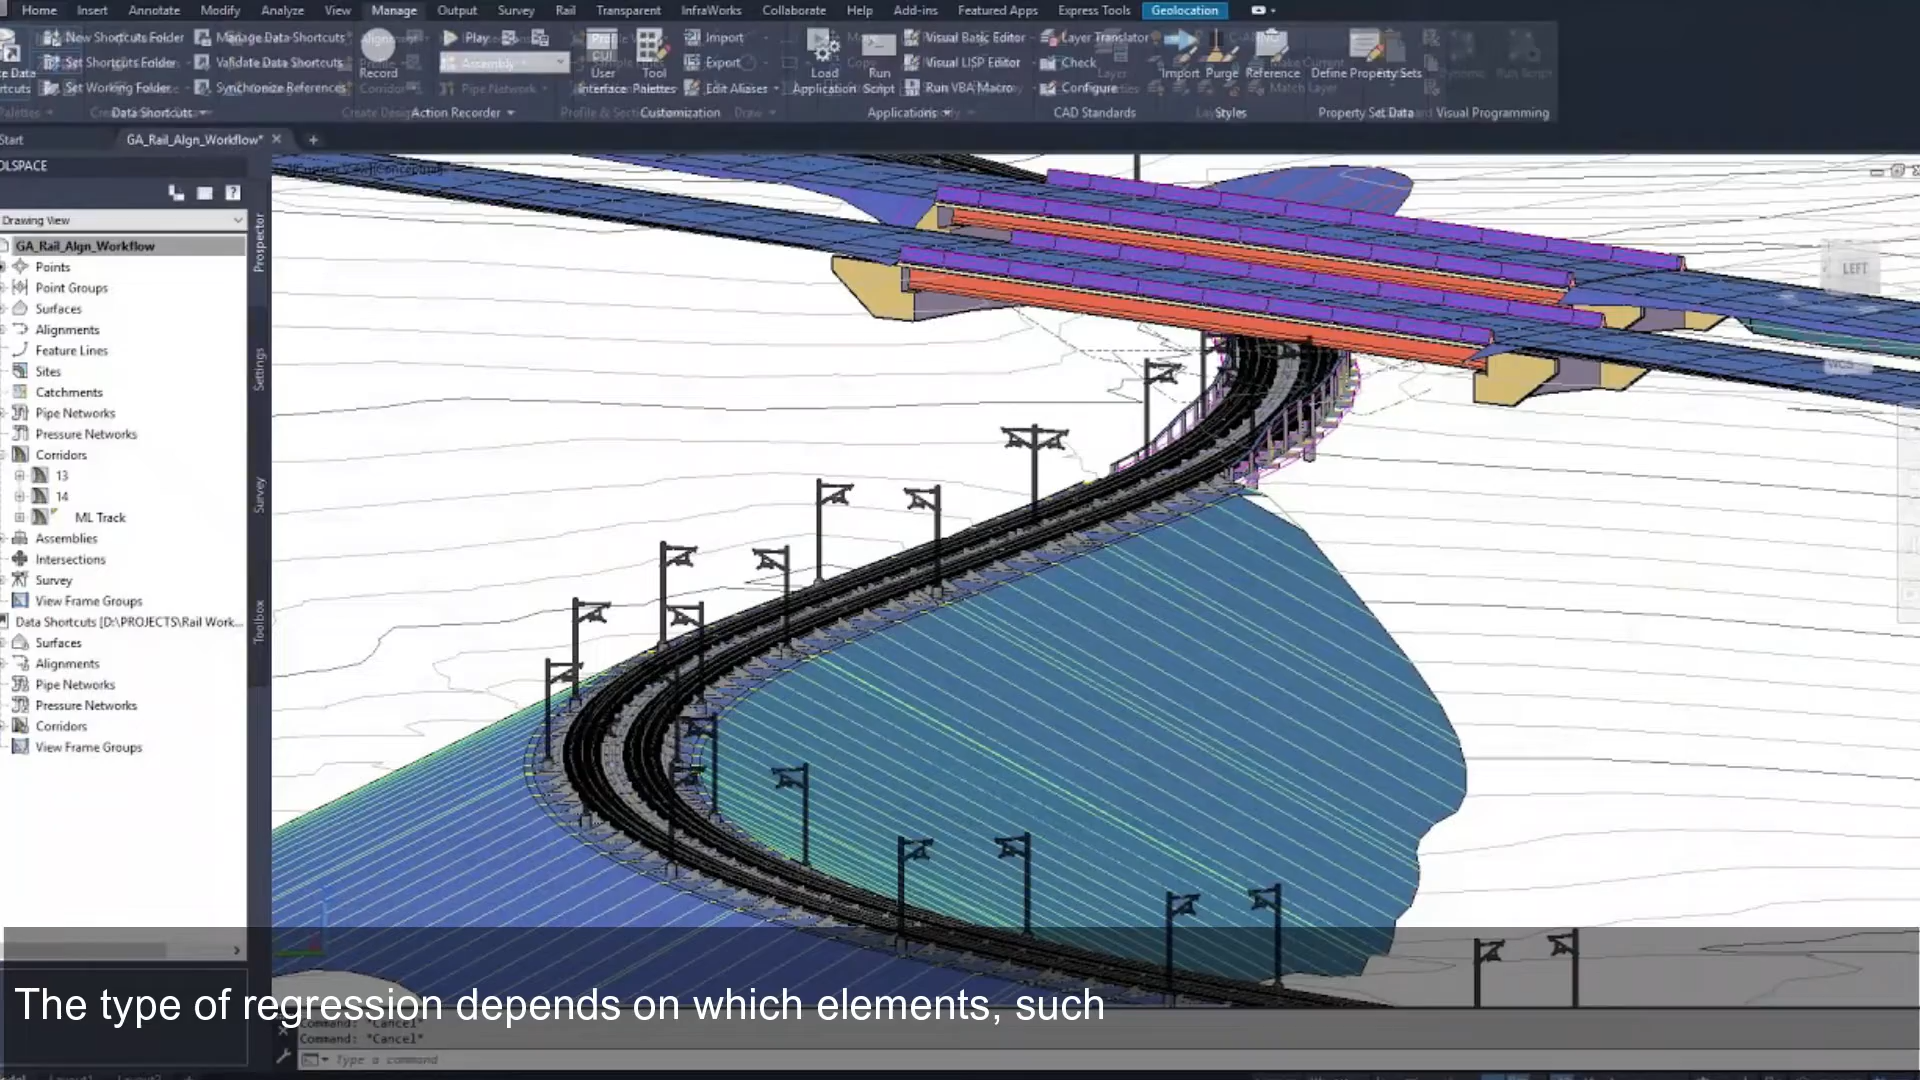 Home Insert Annotate Modify Analyze View Manage Output Survey Rail Transparent InfraWorks Collaborate Help Add-ins Featured Apps Express Tools Geolocation
New Shortcuts Folder Manage Data Shortcuts Play Import Visual Basic Editor Layer Translator
Set Shortcuts Folder Validate Data Shortcuts Record Assembly User Tool Export Load Run Visual LISP Editor Check Import Purge Reference Define Property Sets
Set Working Folder Synchronize References Interface Palettes Edit Aliases Application Script Run VBA Macro Configure
Data Shortcuts Action Recorder Customization Applications CAD Standards Styles Property Set Data Visual Programming
Start GA_Rail_Algn_Workflow*
OLSPACE
Drawing View
GA_Rail_Algn_Workflow
Points
Point Groups
Surfaces
Alignments
Feature Lines
Sites
Catchments
Pipe Networks
Pressure Networks
Corridors
13
14
ML Track
Assemblies
Intersections
Survey
View Frame Groups
Data Shortcuts [D:\PROJECTS\Rail Work...
Surfaces
Alignments
Pipe Networks
Pressure Networks
Corridors
View Frame Groups
Prospector
Settings
Survey
Toolbox
LEFT
The type of regression depends on which elements, such
Command: *Cancel*
Command: *Cancel*
Type a command